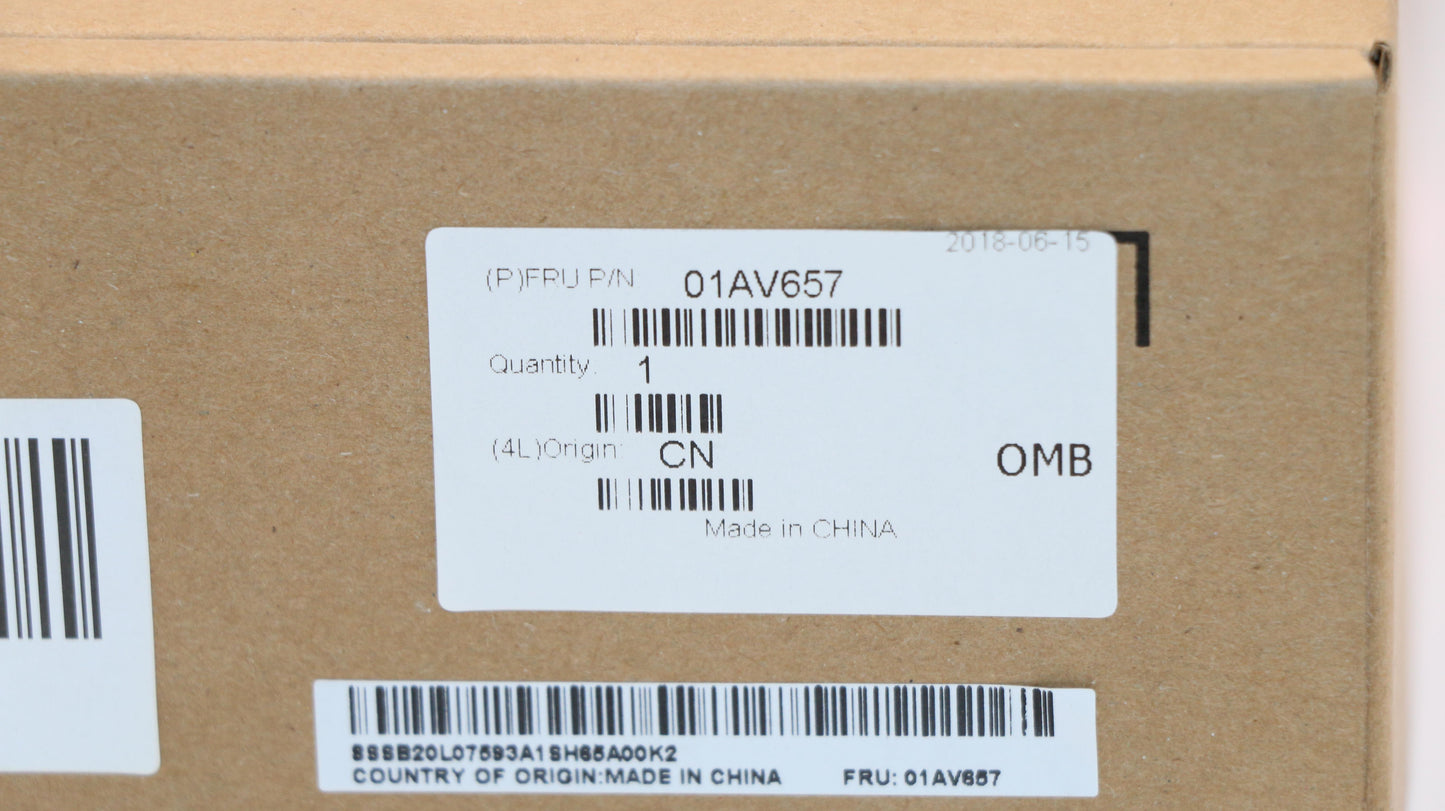 2018-06-15
(P)FRU P/N 01AV657
Quantity: 1
(4L)Origin: CN
OMB
Made in CHINA
8SSB20L07593A1SH65A00K2
COUNTRY OF ORIGIN:MADE IN CHINA FRU: 01AV657